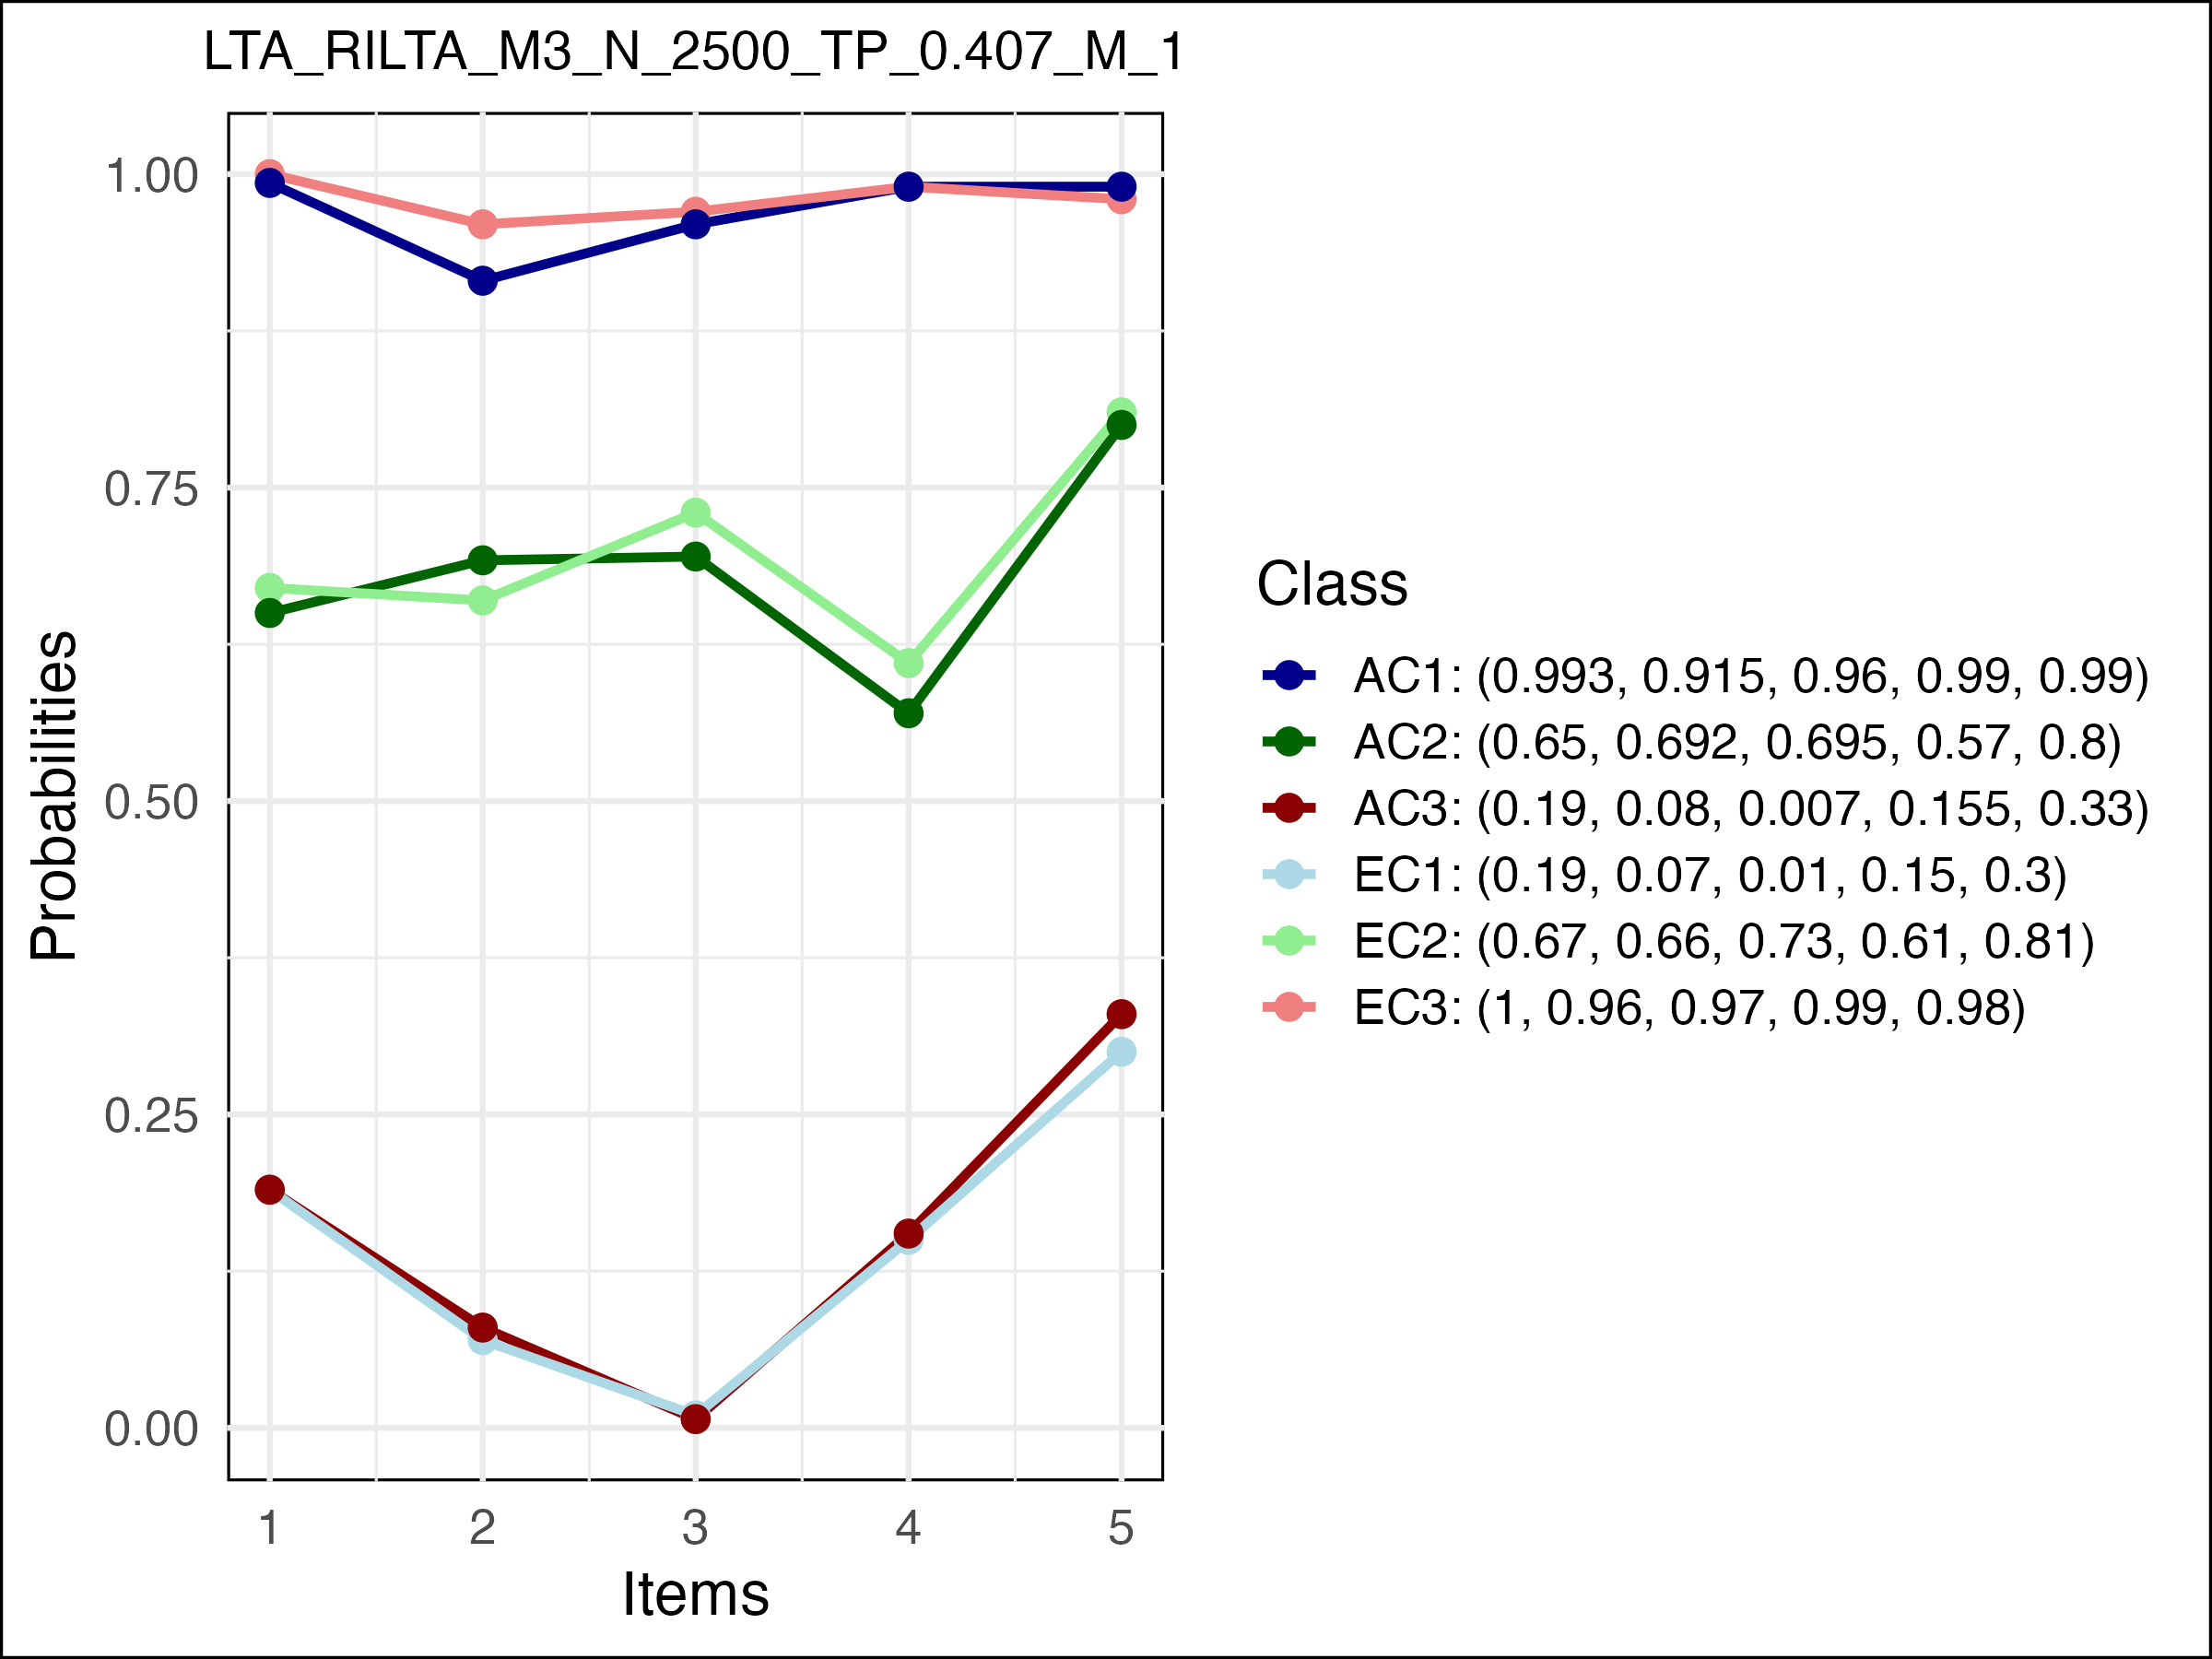 LTA_RILTA_M3_N_2500_TP_0.407_M_1
1.00
0.75
0.50
0.25
0.00
Probabilities
1 2 3 4 5
Items
Class
AC1: (0.993, 0.915, 0.96, 0.99, 0.99)
AC2: (0.65, 0.692, 0.695, 0.57, 0.8)
AC3: (0.19, 0.08, 0.007, 0.155, 0.33)
EC1: (0.19, 0.07, 0.01, 0.15, 0.3)
EC2: (0.67, 0.66, 0.73, 0.61, 0.81)
EC3: (1, 0.96, 0.97, 0.99, 0.98)